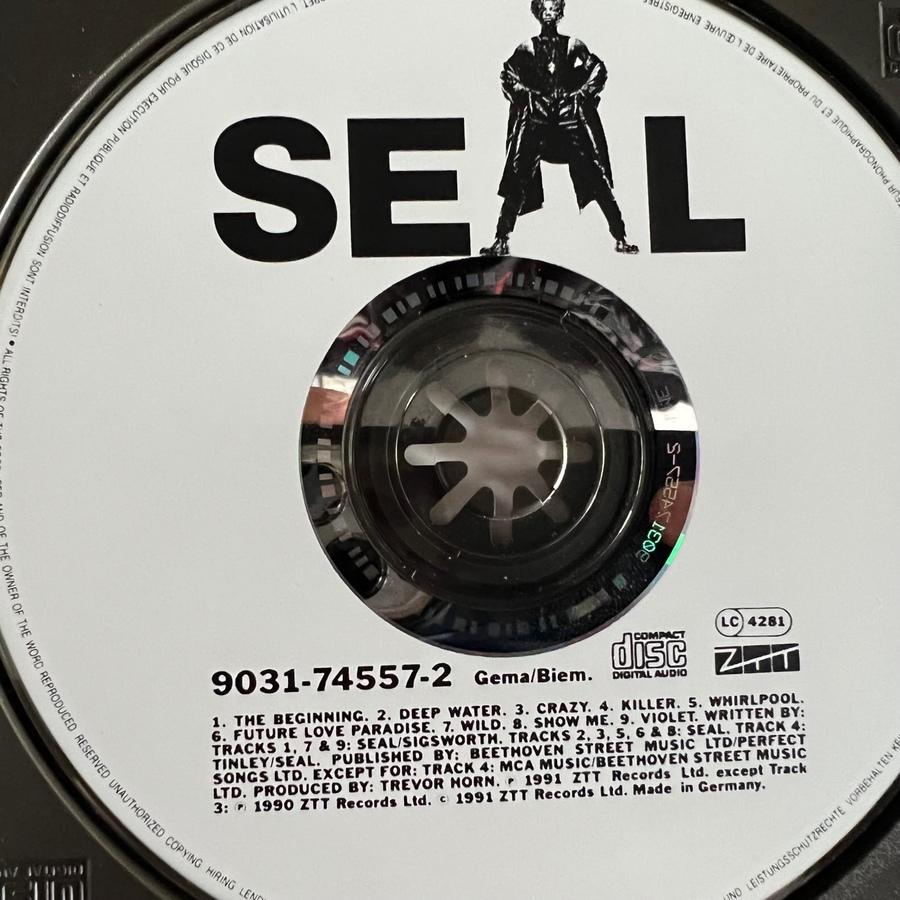 SEAL
9031-74557-2 Gema/Biem.
COMPACT
disc
DIGITAL AUDIO
LC 4281
ZTT
1. THE BEGINNING. 2. DEEP WATER. 3. CRAZY. 4. KILLER. 5. WHIRLPOOL.
6. FUTURE LOVE PARADISE. 7. WILD. 8. SHOW ME. 9. VIOLET. WRITTEN BY:
TRACKS 1, 7 & 9: SEAL/SIGSWORTH. TRACKS 2, 3, 5, 6 & 8: SEAL. TRACK 4:
TINLEY/SEAL. PUBLISHED BY: BEETHOVEN STREET MUSIC LTD/PERFECT
SONGS LTD. EXCEPT FOR: TRACK 4: MCA MUSIC/BEETHOVEN STREET MUSIC
LTD. PRODUCED BY: TREVOR HORN. ℗ 1991 ZTT Records Ltd. except Track
3: ℗ 1990 ZTT Records Ltd. © 1991 ZTT Records Ltd. Made in Germany.
L'UTILISATION DE CE DISQUE POUR EXECUTION PUBLIQUE ET RADIODIFFUSION SONT INTERDITS! • ALL RIGHTS OF THE AND OF THE OWNER OF THE WORD REPRODUCED RESERVED UNAUTHORIZED COPYING HIRING
UND LEISTUNGSSCHUTZRECHTE VORBEHALTEN
PHONOGRAPHIQUE ET DU PROPRIETAIRE DE L'ŒUVRE ENREGISTREE